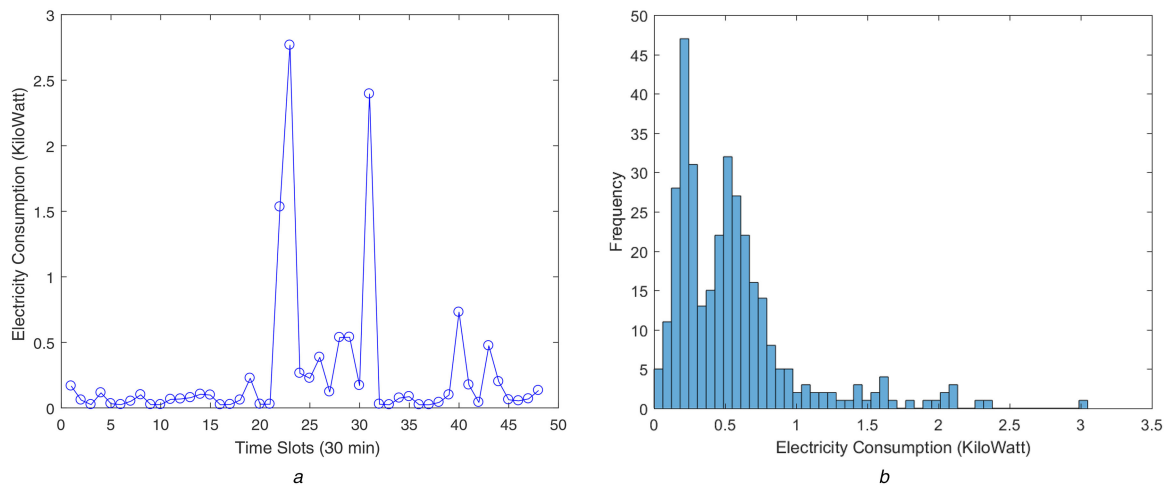 3
2.5
2
1.5
1
0.5
0
0 5 10 15 20 25 30 35 40 45 50
Electricity Consumption (KiloWatt)
Time Slots (30 min)
a
50
45
40
35
30
25
20
15
10
5
0
0 0.5 1 1.5 2 2.5 3 3.5
Frequency
Electricity Consumption (KiloWatt)
b